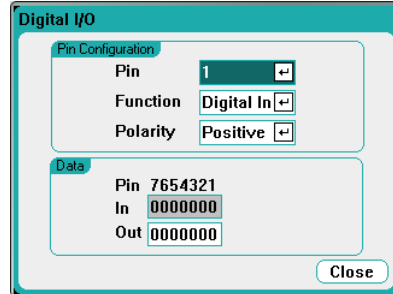 Digital I/O
Pin Configuration
Pin 1
Function Digital In
Polarity Positive
Data
Pin 7654321
In 0000000
Out 0000000
Close